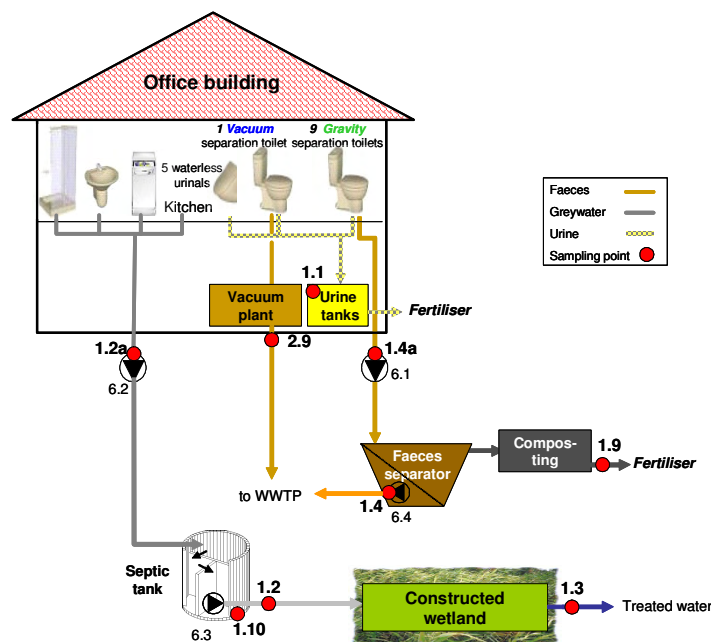 Office building
1 Vacuum
separation toilet
9 Gravity
separation toilets
5 waterless
urinals
Kitchen
Faeces
Greywater
Urine
Sampling point
1.1
Vacuum
plant
Urine
tanks
Fertiliser
1.2a
6.2
2.9
1.4a
6.1
Faeces
separator
Compos-
ting
1.9
Fertiliser
to WWTP
1.4
6.4
Septic
tank
6.3
1.10
1.2
Constructed
wetland
1.3
Treated water